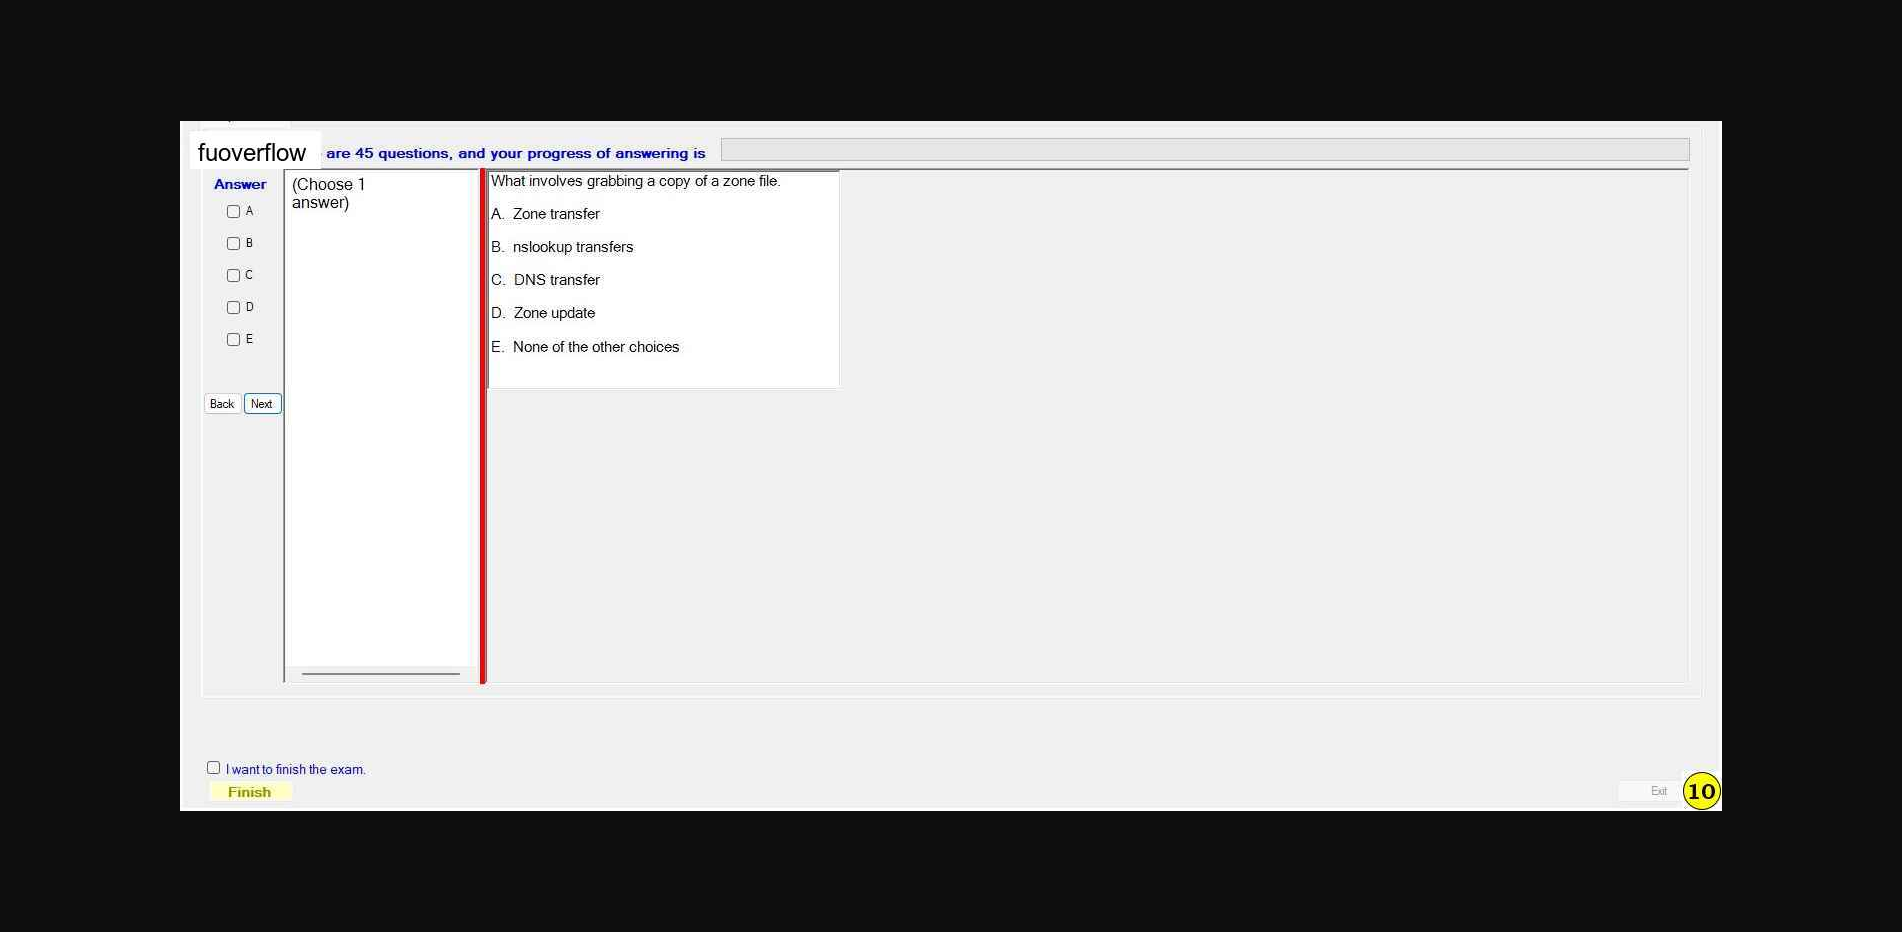 fuoverflow are 45 questions, and your progress of answering is
Answer
A
B
C
D
E
Back Next
(Choose 1
answer)
What involves grabbing a copy of a zone file.
A. Zone transfer
B. nslookup transfers
C. DNS transfer
D. Zone update
E. None of the other choices
I want to finish the exam.
Finish
Exit
10